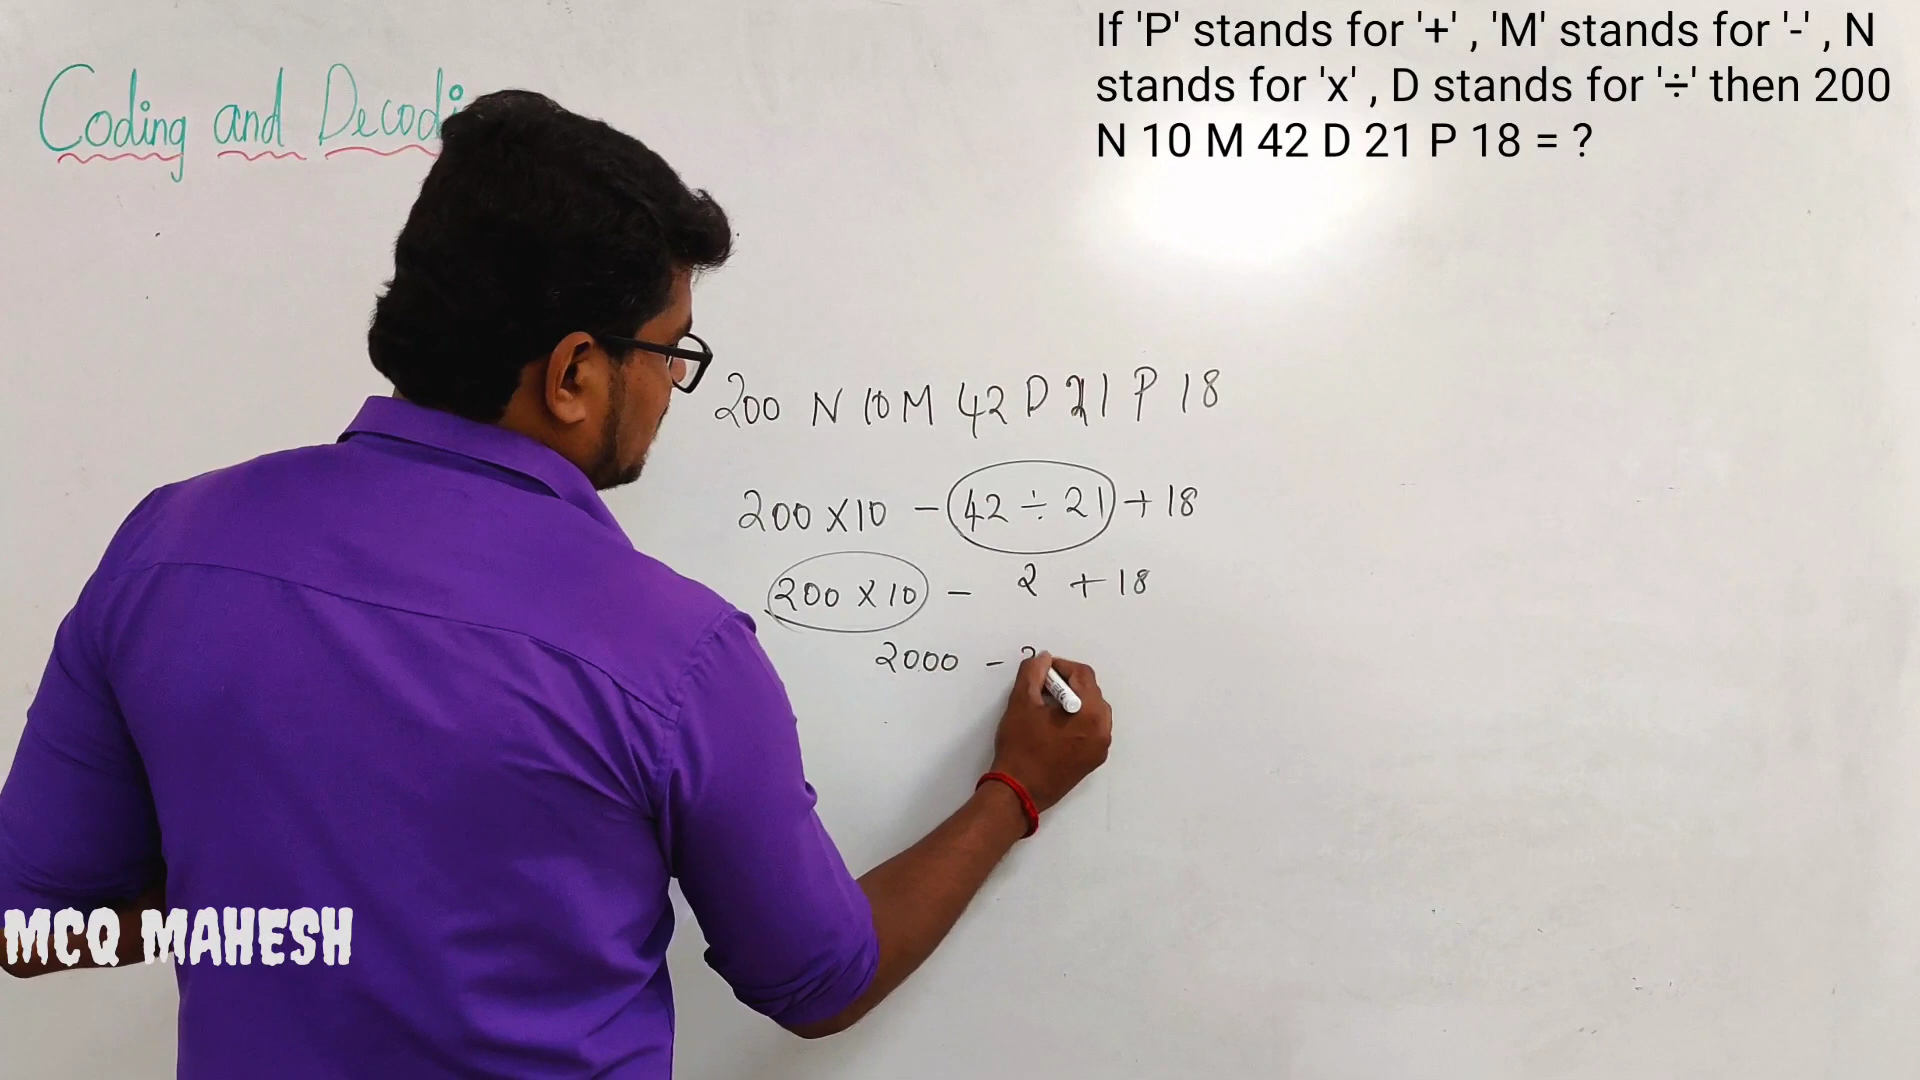 If 'P' stands for '+' , 'M' stands for '-' , N
stands for 'x' , D stands for '÷' then 200
N 10 M 42 D 21 P 18 = ?
Coding and Decodi
200 N 10 M 42 D 21 P 18
200 × 10 - 42 ÷ 21 + 18
200 × 10 - 2 + 18
2000 - 2
MCQ MAHESH